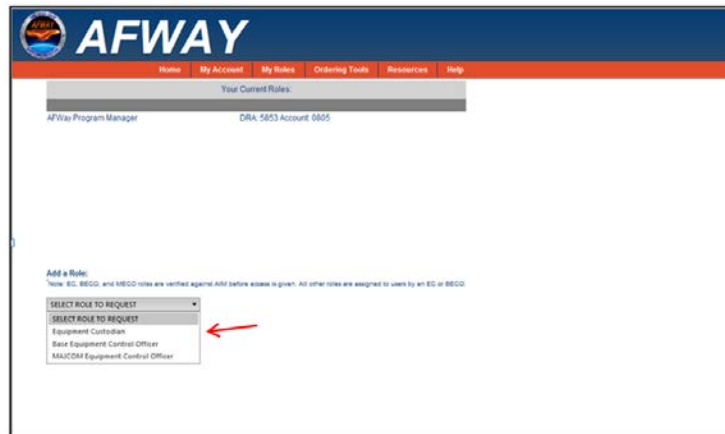 AFWAY
AFWAY
Home My Account My Roles Ordering Tools Resources Help
Your Current Roles:
AFWay Program Manager DRA: 5853 Account: 0805
Add a Role:
*Note: EC, BECO, and MECO roles are verified against AIM before access is given. All other roles are assigned to users by an EC or BECO.
SELECT ROLE TO REQUEST
SELECT ROLE TO REQUEST
Equipment Custodian
Base Equipment Control Officer
MAJCOM Equipment Control Officer